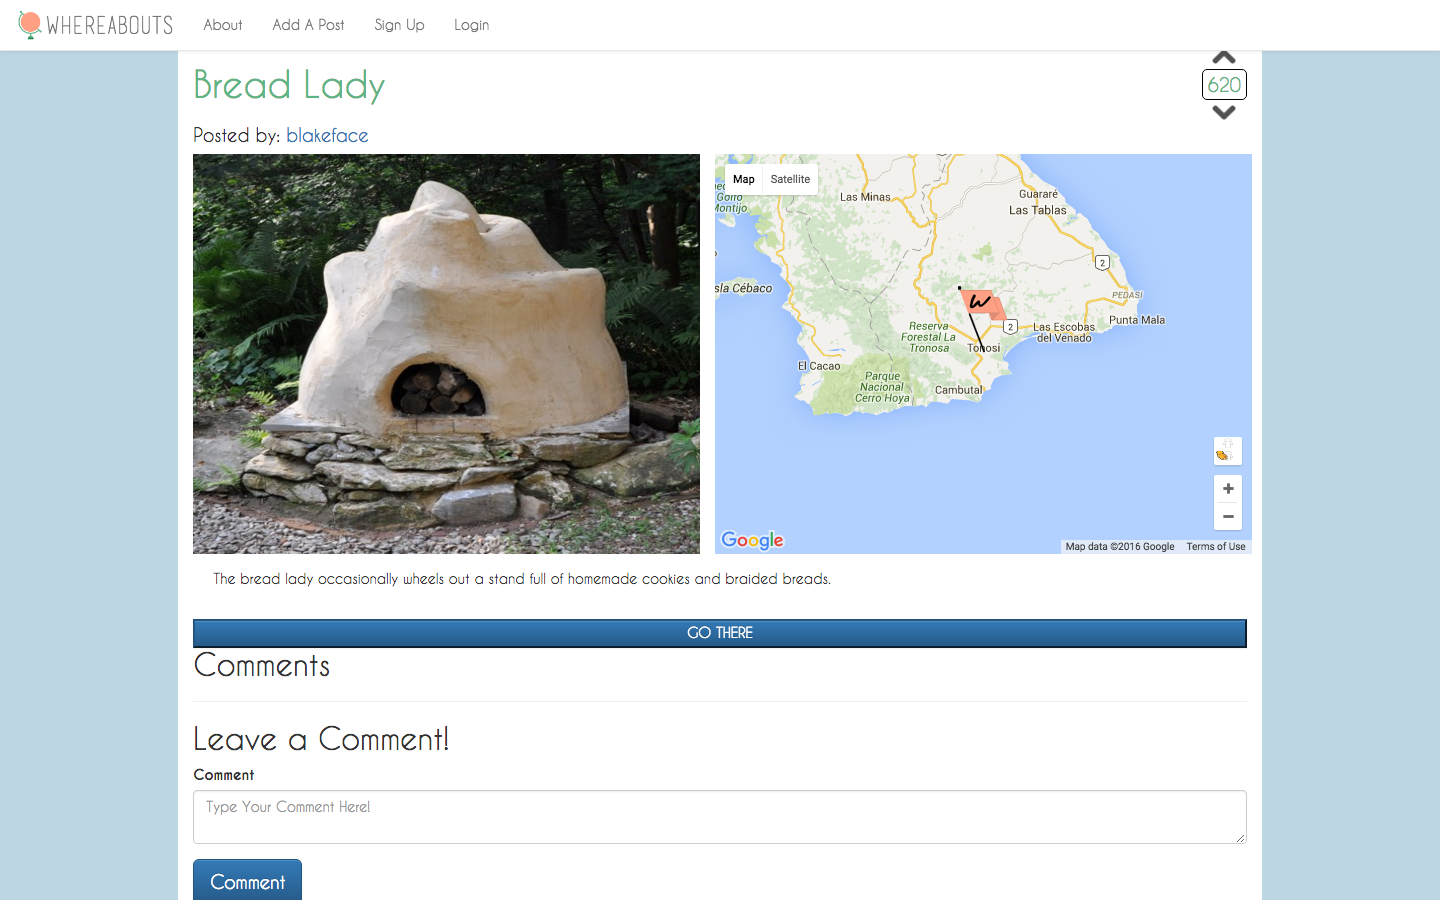 WHEREABOUTS About Add A Post Sign Up Login
Bread Lady
620
Posted by: blakeface
Map Satellite
Golfo
Montijo
Las Minas
Guararé
Las Tablas
2
sla Cébaco
PEDASI
Punta Mala
W
2
Las Escobas
del Venado
Reserva
Forestal La
Tronosa
Tonosi
El Cacao
Parque
Nacional
Cerro Hoya
Cambutal
Google
Map data ©2016 Google Terms of Use
The bread lady occasionally wheels out a stand full of homemade cookies and braided breads.
GO THERE
Comments
Leave a Comment!
Comment
Type Your Comment Here!
Comment